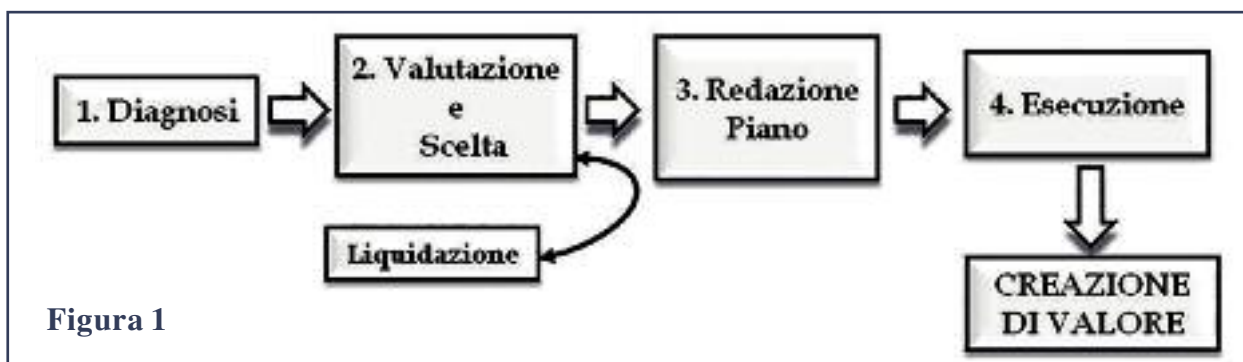 1. Diagnosi
2. Valutazione
e
Scelta
3. Redazione
Piano
4. Esecuzione
Liquidazione
CREAZIONE
DI VALORE
Figura 1